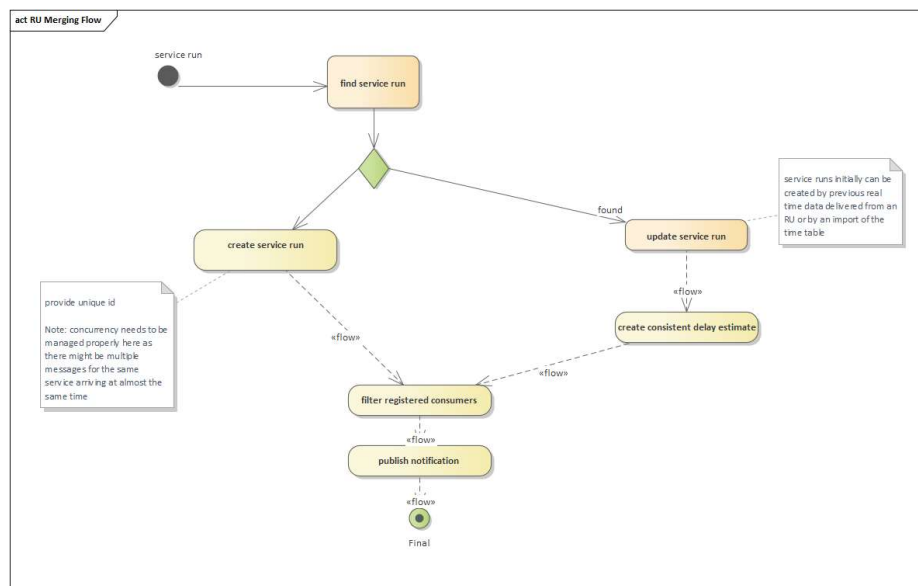 act RU Merging Flow
service run
find service run
found
service runs initially can be
created by previous real
time data delivered from an
RU or by an import of the
time table
create service run
update service run
provide unique id
Note: concurrency needs to be
managed properly here as
there might be multiple
messages for the same
service arriving at almost the
same time
«flow»
create consistent delay estimate
«flow»
«flow»
filter registered consumers
«flow»
publish notification
«flow»
Final